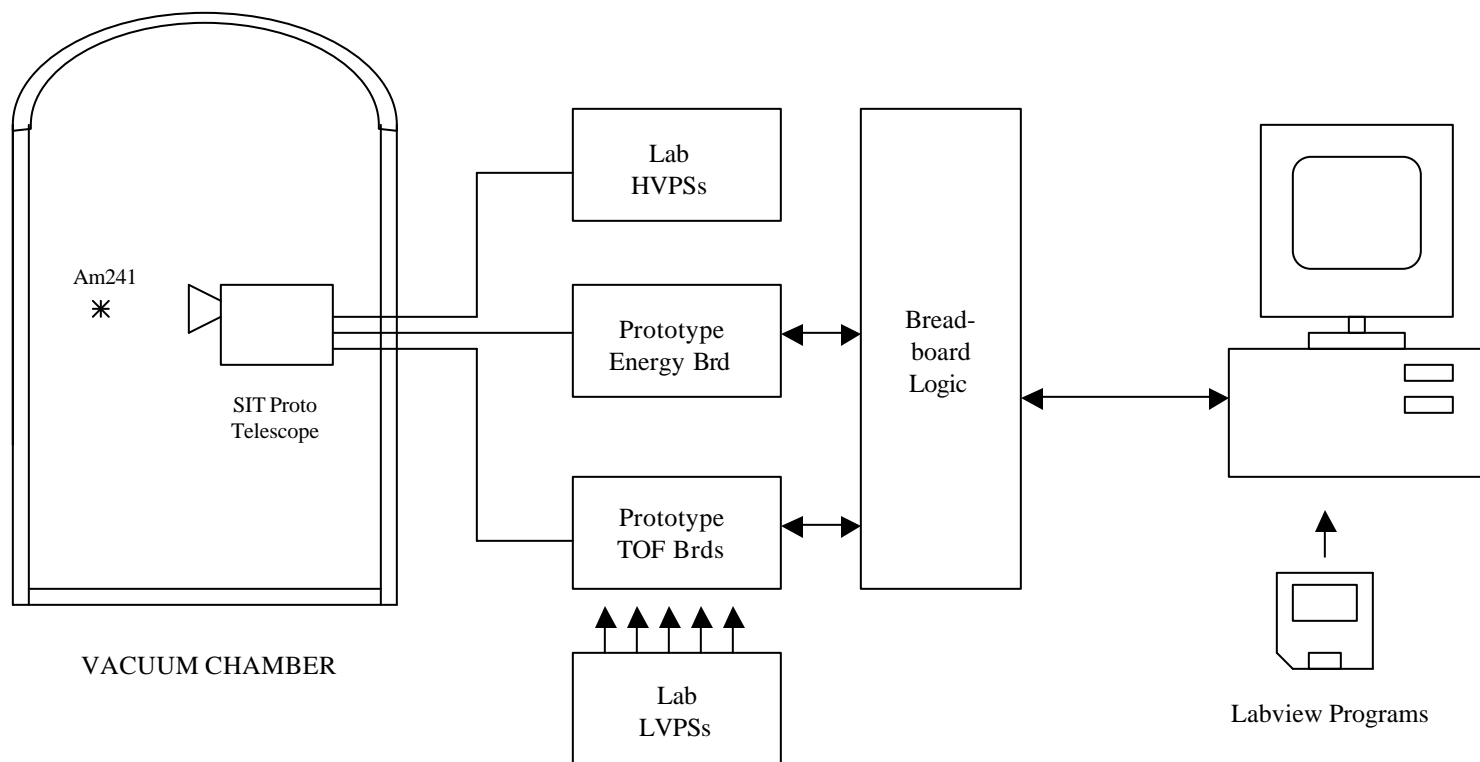 Am241
SIT Proto
Telescope
VACUUM CHAMBER
Lab
HVPSs
Prototype
Energy Brd
Prototype
TOF Brds
Lab
LVPSs
Bread-
board
Logic
Labview Programs